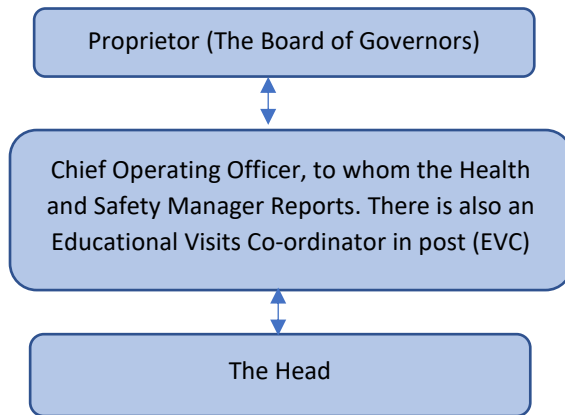 Proprietor (The Board of Governors)
Chief Operating Officer, to whom the Health
and Safety Manager Reports. There is also an
Educational Visits Co-ordinator in post (EVC)
The Head